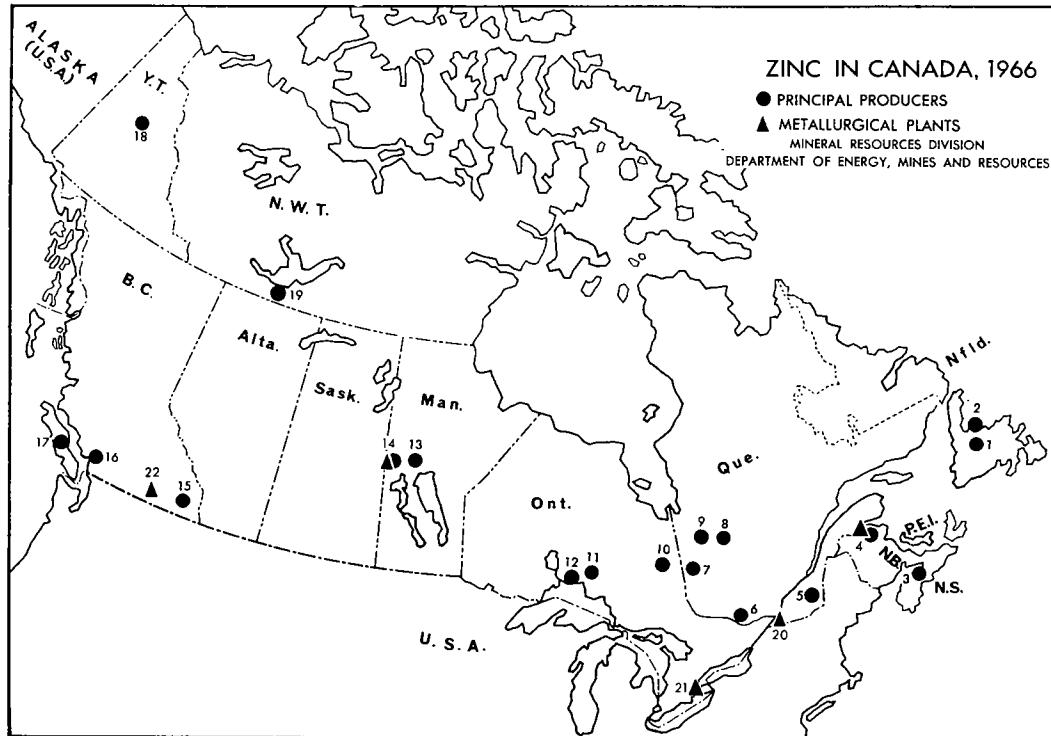 ALASKA
(U.S.A)
Y.T.
18
ZINC IN CANADA, 1966
PRINCIPAL PRODUCERS
METALLURGICAL PLANTS
MINERAL RESOURCES DIVISION
DEPARTMENT OF ENERGY, MINES AND RESOURCES
N.W.T.
B.C.
19
Alta.
Sask.
Man.
Nfld.
2
1
17
16
22
15
14 13
Que.
Ont.
9 8
10
7
12 11
P.E.I.
4
N.B.
3
N.S.
5
6
20
U.S.A.
21